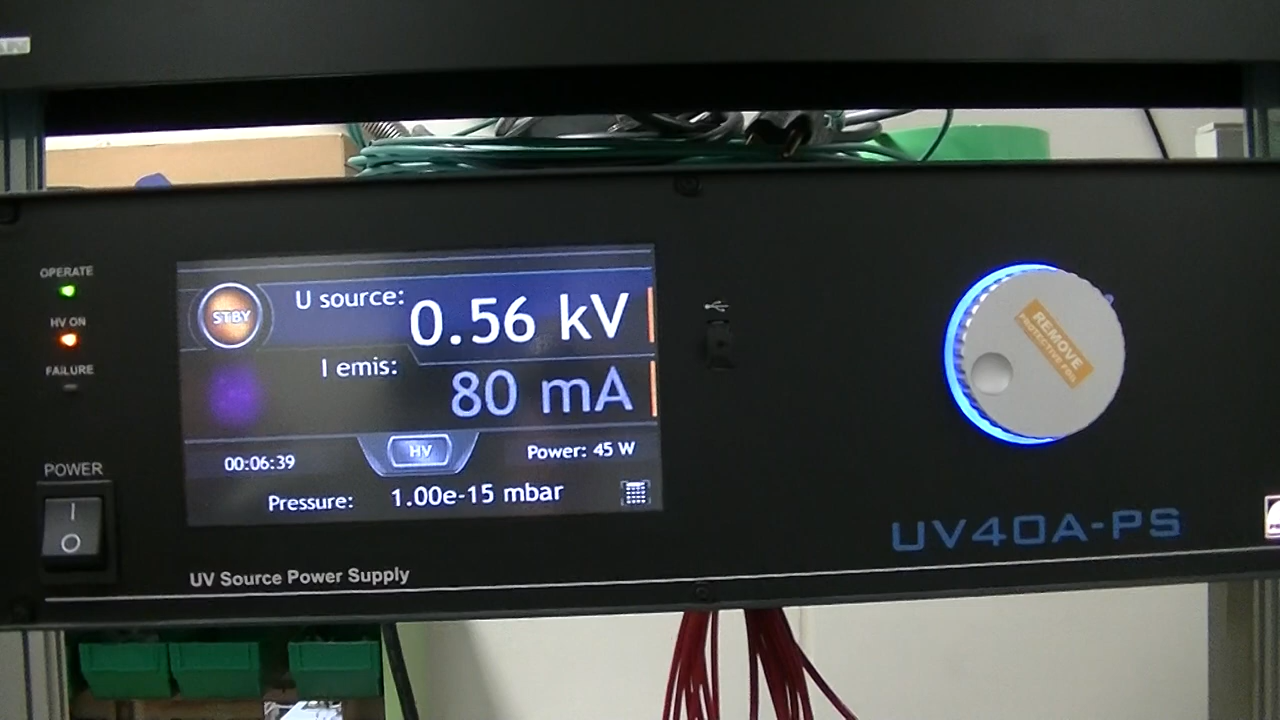 OPERATE
HV ON
FAILURE
POWER
I
O
STBY
U source: 0.56 kV
I emis: 80 mA
00:06:39
HV
Power: 45 W
Pressure: 1.00e-15 mbar
UV Source Power Supply
REMOVE
PROTECTIVE FOIL
UV40A-PS